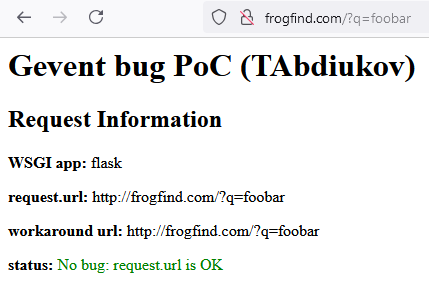 frogfind.com/?q=foobar
Gevent bug PoC (TAbdiukov)
Request Information
WSGI app: flask
request.url: http://frogfind.com/?q=foobar
workaround url: http://frogfind.com/?q=foobar
status: No bug: request.url is OK